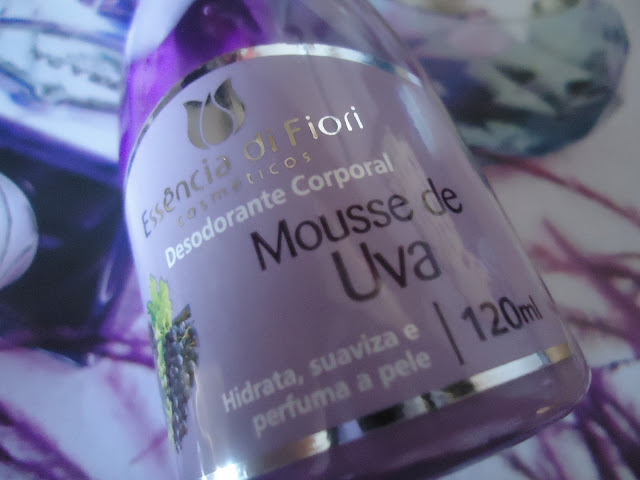 Essência di Fiori
cosméticos
Desodorante Corporal
Mousse de
Uva
Hidrata, suaviza e
perfuma a pele
120ml